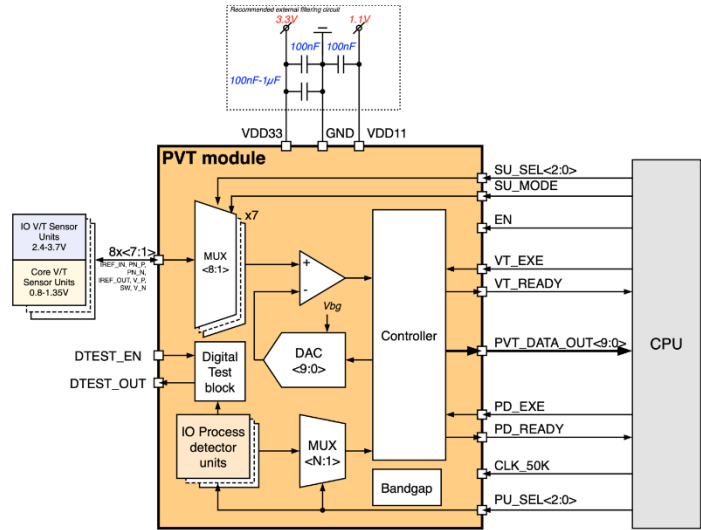 Recommended external filtering circuit
3.3V
1.1V
100nF
100nF
100nF-1µF
VDD33
GND
VDD11
PVT module
SU_SEL<2:0>
SU_MODE
x7
EN
IO V/T Sensor
Units
2.4-3.7V
Core V/T
Sensor Units
0.8-1.35V
8x<7:1>
IREF_IN, PN_P,
PN_N,
IREF_OUT, V_P,
SW, V_N
MUX
<8:1>
+
-
Vbg
DAC
<9:0>
Controller
VT_EXE
VT_READY
PVT_DATA_OUT<9:0>
CPU
DTEST_EN
DTEST_OUT
Digital
Test
block
IO Process
detector
units
MUX
<N:1>
Bandgap
PD_EXE
PD_READY
CLK_50K
PU_SEL<2:0>